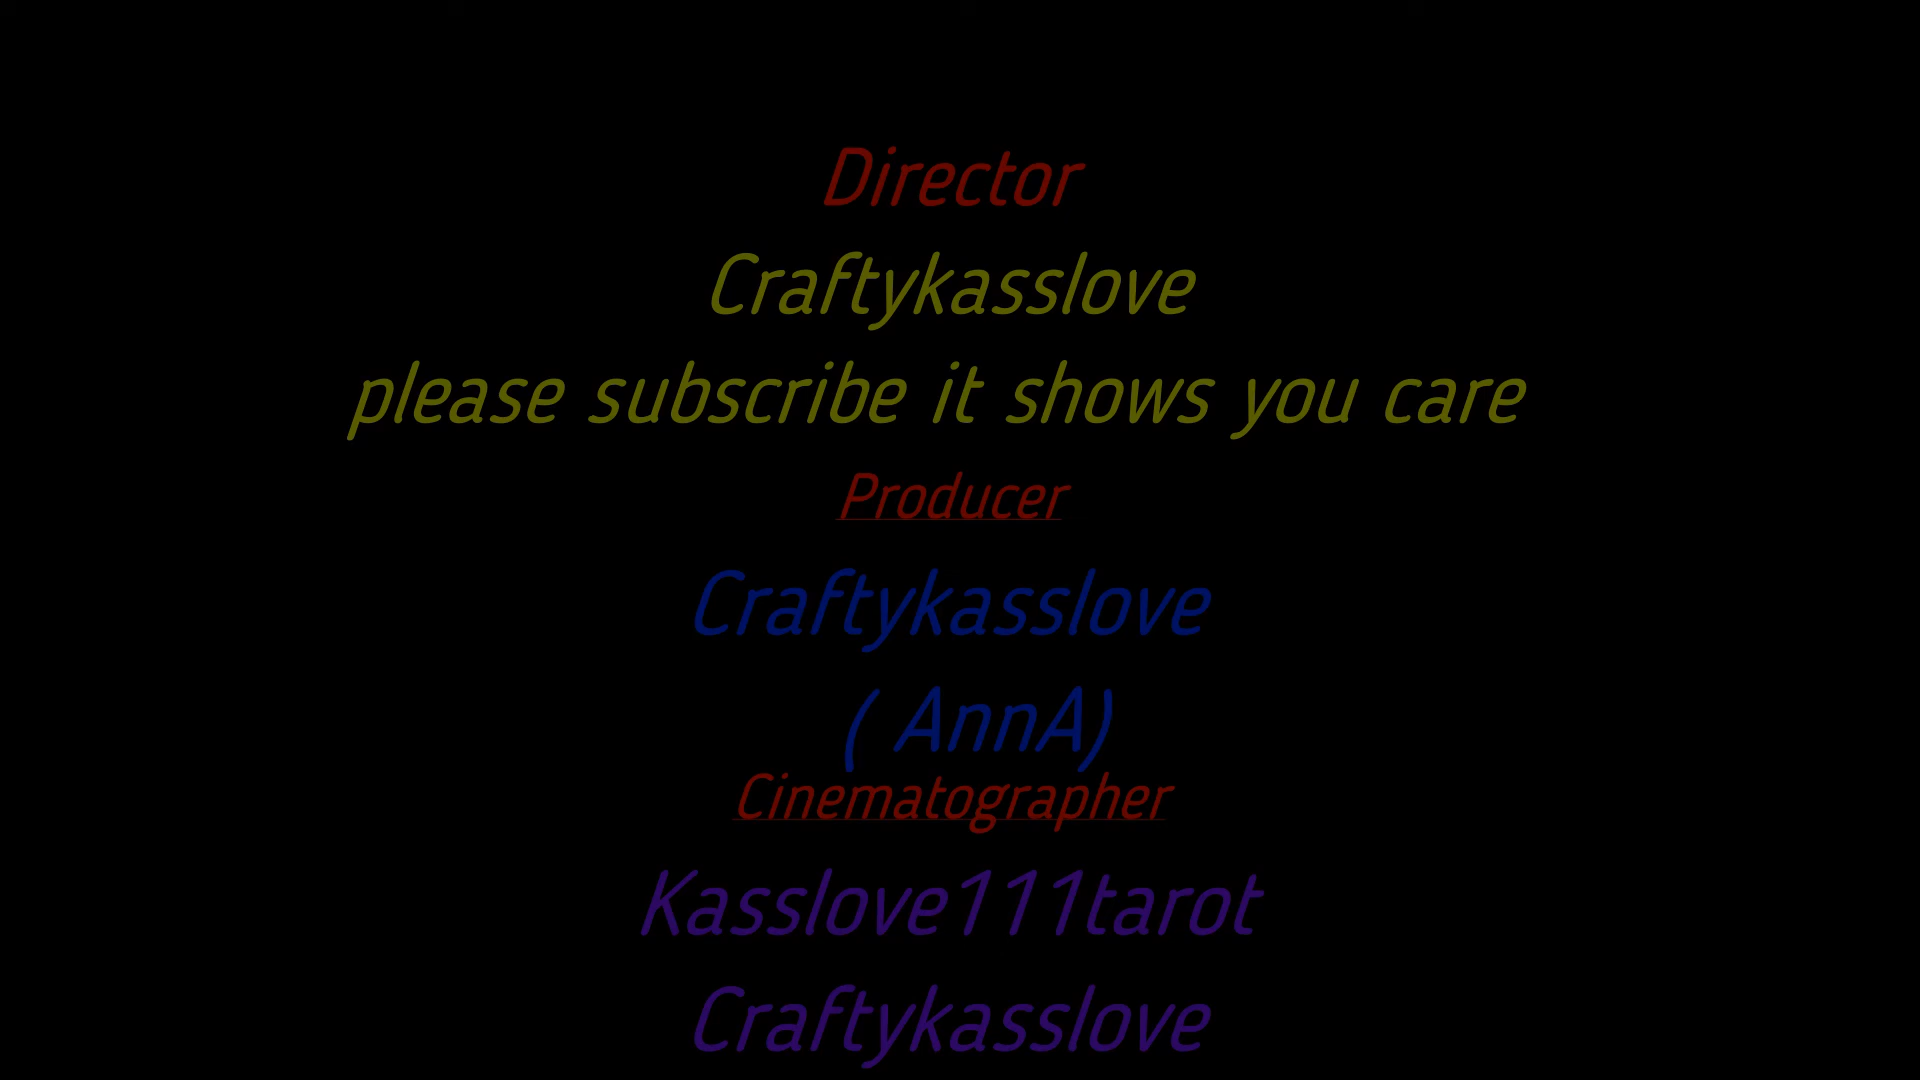 Director
Craftykasslove
please subscribe it shows you care
Producer
Craftykasslove
( AnnA)
Cinematographer
Kasslove111tarot
Craftykasslove